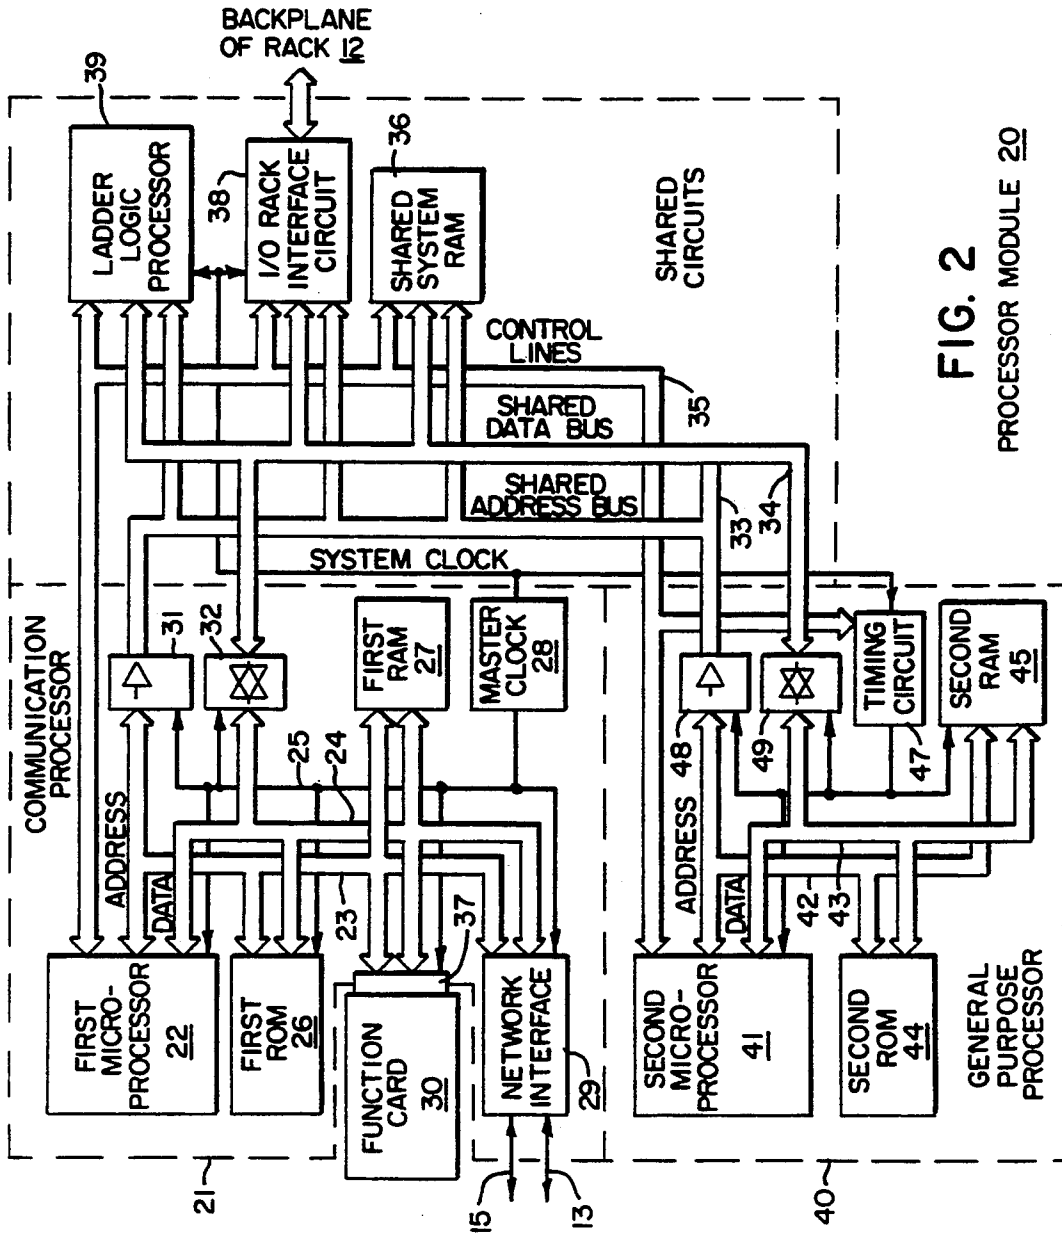 BACKPLANE
OF RACK 12
39
LADDER
LOGIC
PROCESSOR
38
I/O RACK
INTERFACE
CIRCUIT
36
SHARED
SYSTEM
RAM
SHARED
CIRCUITS
CONTROL
LINES
35
SHARED
DATA BUS
SHARED
ADDRESS BUS
33
34
SYSTEM CLOCK
COMMUNICATION
PROCESSOR
31
32
FIRST
RAM
27
MASTER
CLOCK
28
48
49
TIMING
CIRCUIT
47
SECOND
RAM
45
ADDRESS
DATA
25
24
23
37
ADDRESS
DATA
42
43
FIRST
MICRO-
PROCESSOR
22
FIRST
ROM
26
FUNCTION
CARD
30
NETWORK
INTERFACE
29
SECOND
MICRO-
PROCESSOR
41
SECOND
ROM
44
GENERAL
PURPOSE
PROCESSOR
21
15
13
40
FIG. 2
PROCESSOR MODULE 20